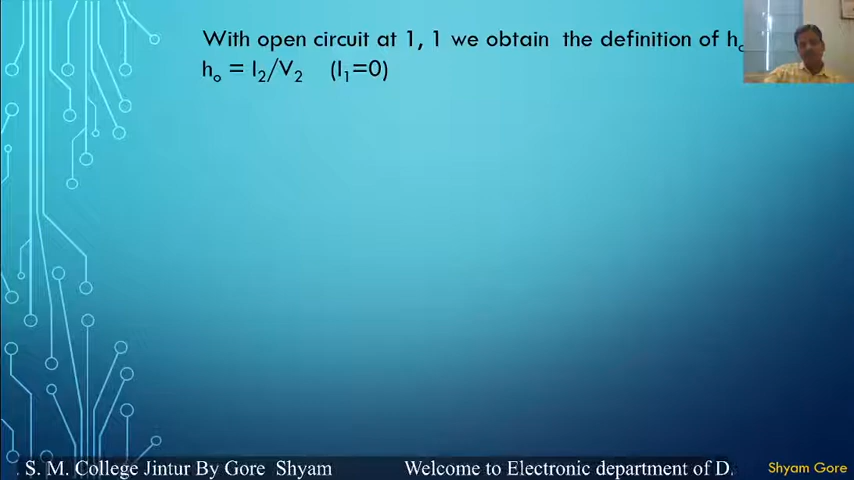 With open circuit at 1, 1 we obtain the definition of h
hₒ = I₂/V₂ (I₁=0)
. S. M. College Jintur By Gore Shyam Welcome to Electronic department of D.
Shyam Gore